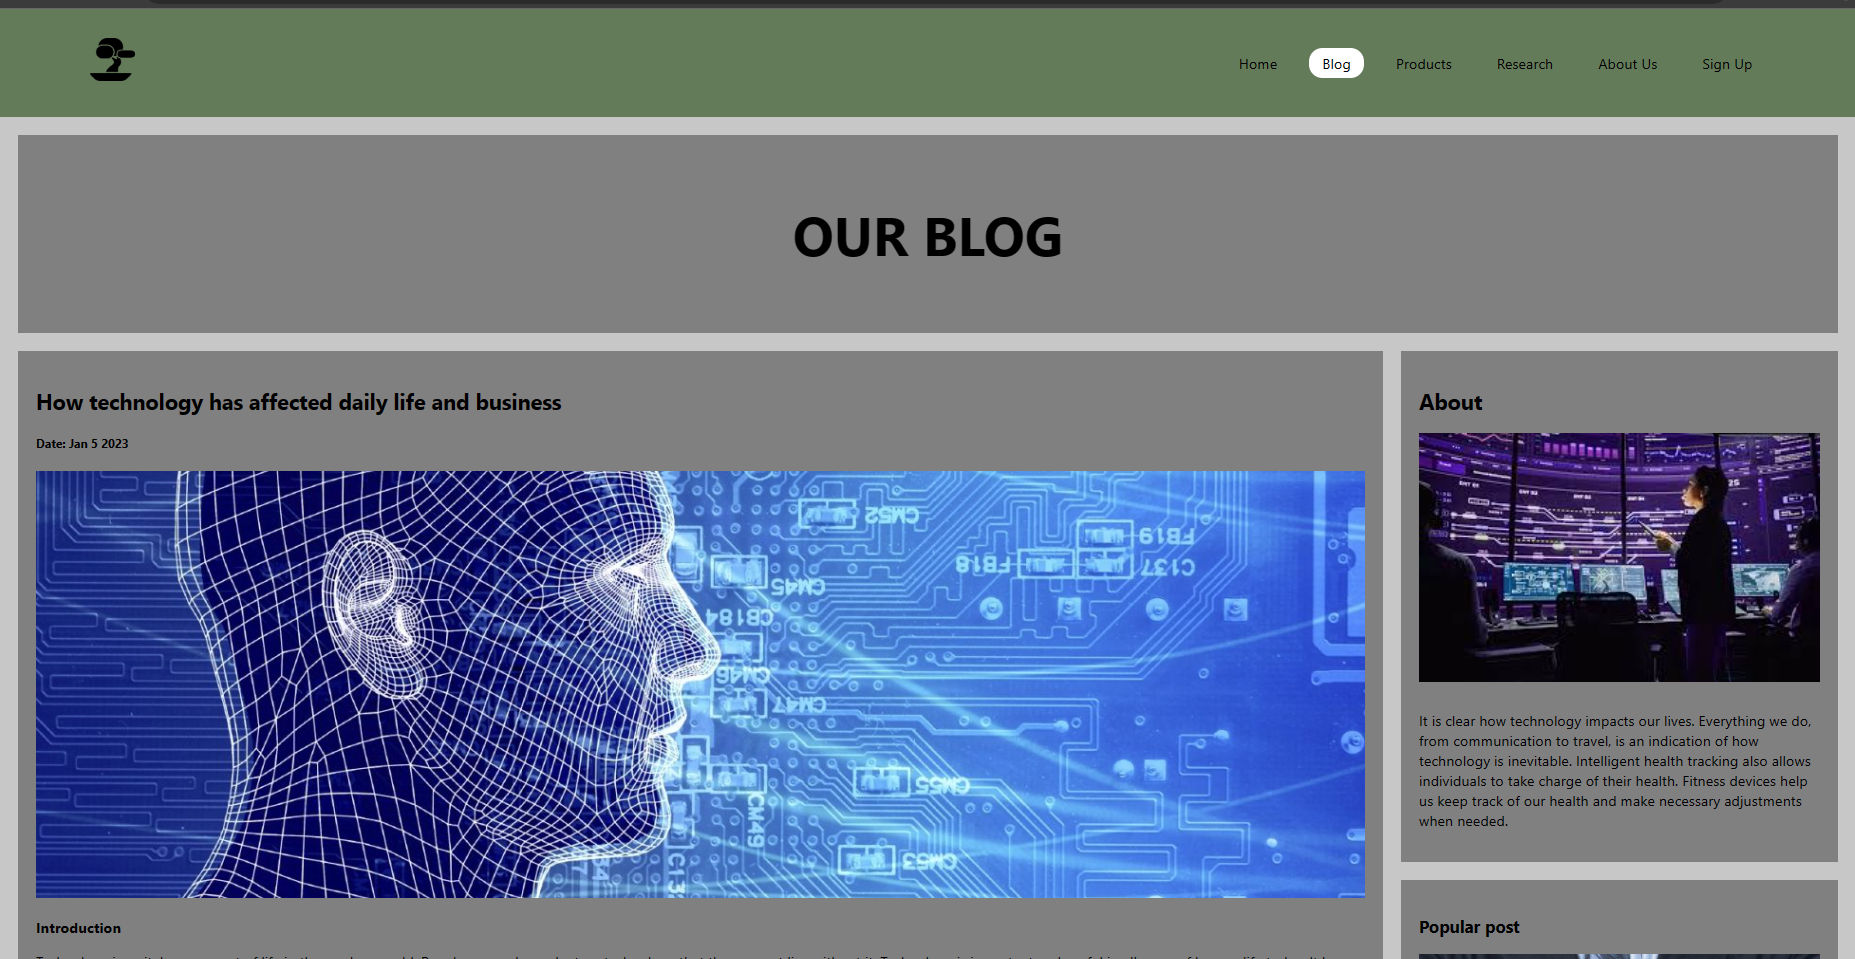 Home Blog Products Research About Us Sign Up
OUR BLOG
How technology has affected daily life and business
Date: Jan 5 2023
CM52
FB19
FB18
C137
CM45
CB184
CM46
CM47
CM55
CM49
CM53
Introduction
About
It is clear how technology impacts our lives. Everything we do,
from communication to travel, is an indication of how
technology is inevitable. Intelligent health tracking also allows
individuals to take charge of their health. Fitness devices help
us keep track of our health and make necessary adjustments
when needed.
Popular post